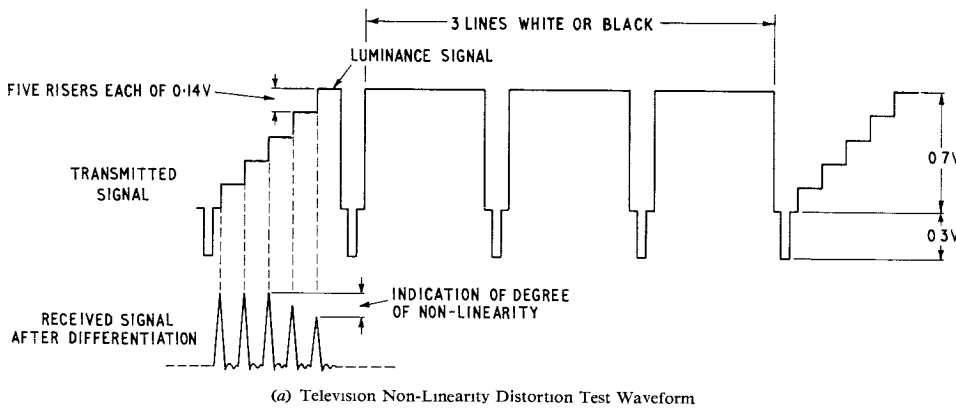 3 LINES WHITE OR BLACK
LUMINANCE SIGNAL
FIVE RISERS EACH OF 0·14V
TRANSMITTED
SIGNAL
0·7V
0·3V
INDICATION OF DEGREE
OF NON-LINEARITY
RECEIVED SIGNAL
AFTER DIFFERENTIATION
(a) Television Non-Linearity Distortion Test Waveform